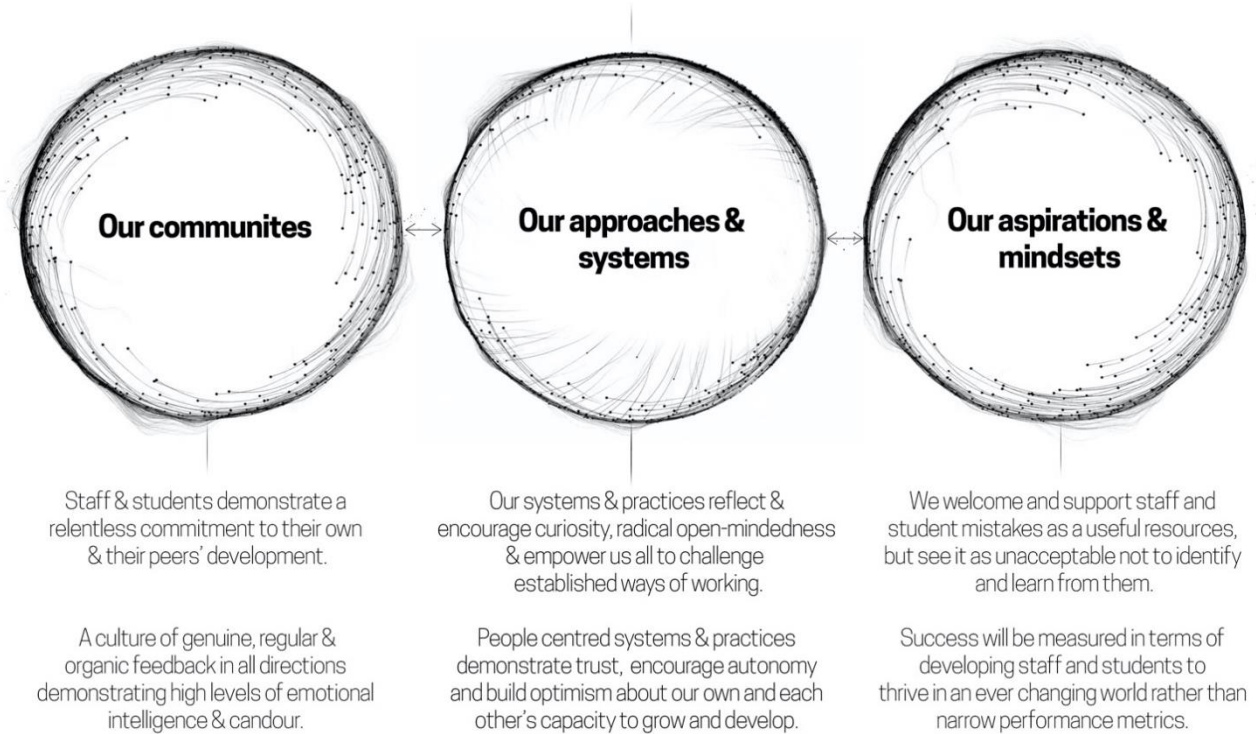 Our communites
Our approaches &
systems
Our aspirations &
mindsets
Staff & students demonstrate a
relentless commitment to their own
& their peers' development.
Our systems & practices reflect &
encourage curiosity, radical open-mindedness
& empower us all to challenge
established ways of working.
We welcome and support staff and
student mistakes as a useful resources,
but see it as unacceptable not to identify
and learn from them.
A culture of genuine, regular &
organic feedback in all directions
demonstrating high levels of emotional
intelligence & candour.
People centred systems & practices
demonstrate trust, encourage autonomy
and build optimism about our own and each
other's capacity to grow and develop.
Success will be measured in terms of
developing staff and students to
thrive in an ever changing world rather than
narrow performance metrics.